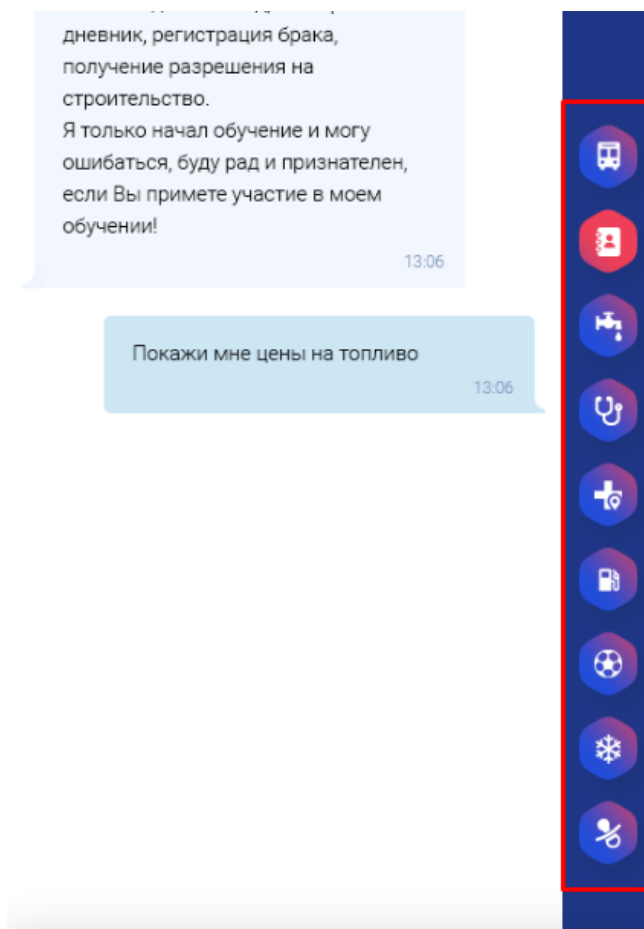 дневник, регистрация брака,
получение разрешения на
строительство.
Я только начал обучение и могу
ошибаться, буду рад и признателен,
если Вы примете участие в моем
обучении!
13:06
Покажи мне цены на топливо
13:06